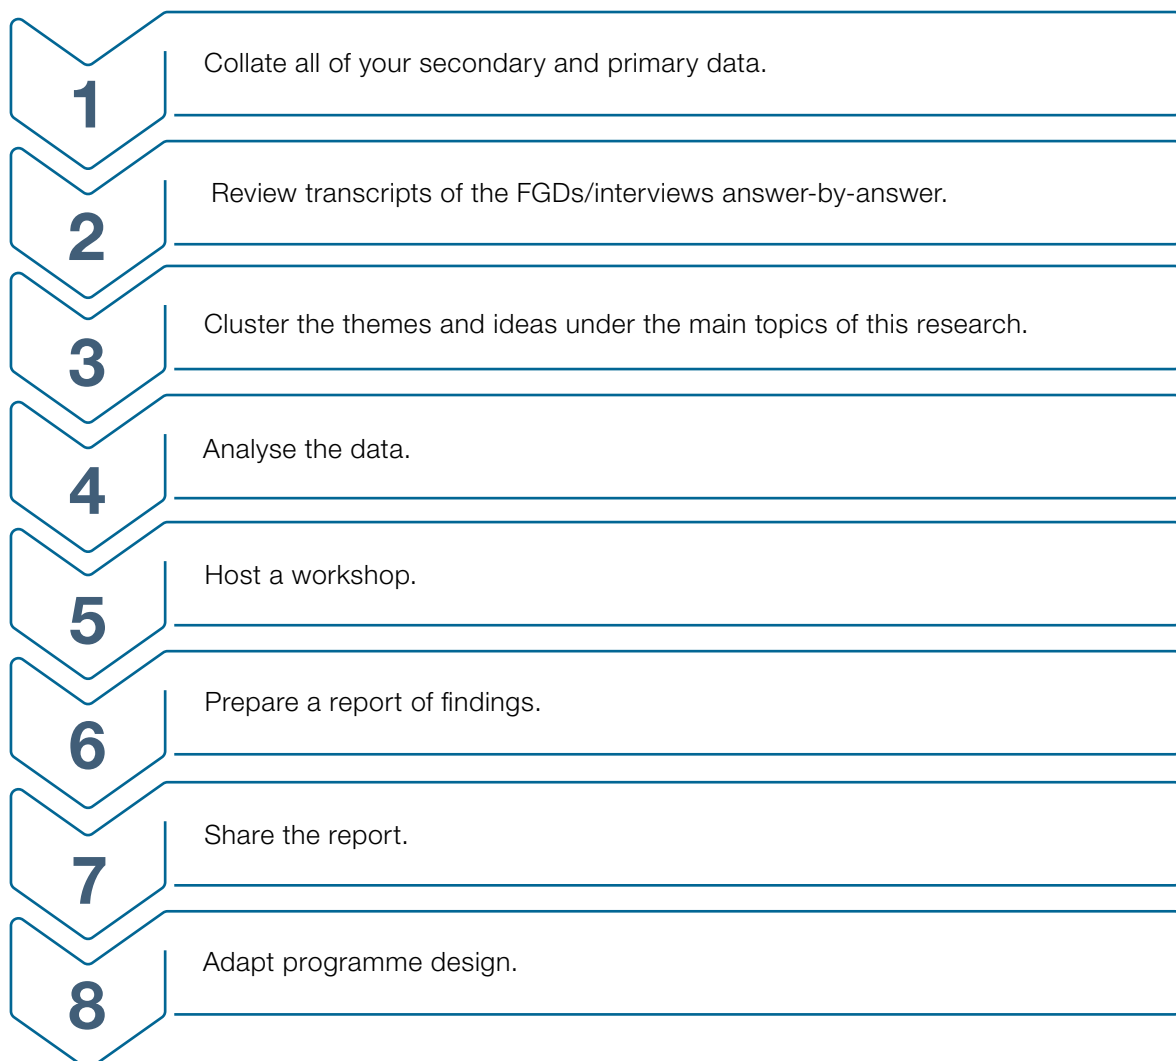 1
Collate all of your secondary and primary data.
2
Review transcripts of the FGDs/interviews answer-by-answer.
3
Cluster the themes and ideas under the main topics of this research.
4
Analyse the data.
5
Host a workshop.
6
Prepare a report of findings.
7
Share the report.
8
Adapt programme design.